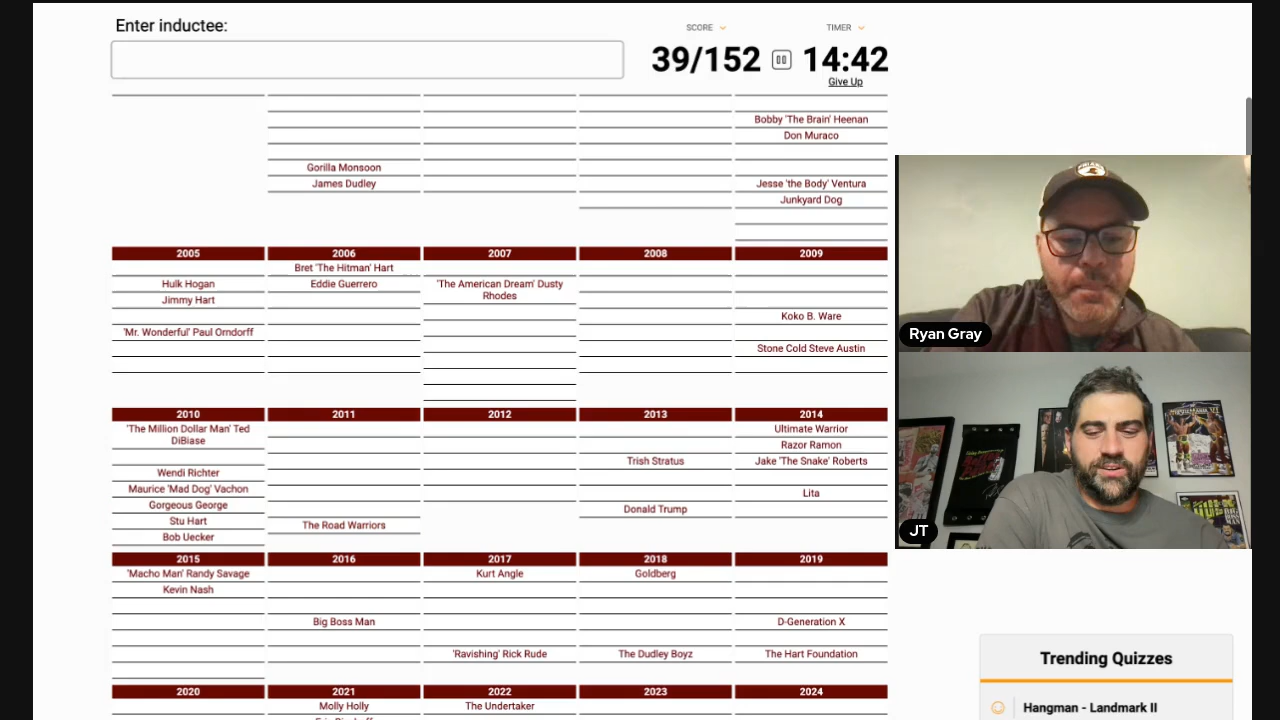 Enter inductee:
SCORE
TIMER
39/152
14:42
Give Up
Bobby 'The Brain' Heenan
Don Muraco
Gorilla Monsoon
James Dudley
Jesse 'the Body' Ventura
Junkyard Dog
2005 2006 2007 2008 2009
Bret 'The Hitman' Hart
Hulk Hogan
Eddie Guerrero
'The American Dream' Dusty
Rhodes
Jimmy Hart
Koko B. Ware
'Mr. Wonderful' Paul Orndorff
Stone Cold Steve Austin
2010 2011 2012 2013 2014
'The Million Dollar Man' Ted
DiBiase
Ultimate Warrior
Razor Ramon
Trish Stratus
Jake 'The Snake' Roberts
Wendi Richter
Maurice 'Mad Dog' Vachon
Lita
Gorgeous George
Donald Trump
Stu Hart
The Road Warriors
Bob Uecker
2015 2016 2017 2018 2019
'Macho Man' Randy Savage
Kurt Angle
Goldberg
Kevin Nash
Big Boss Man
D-Generation X
'Ravishing' Rick Rude
The Dudley Boyz
The Hart Foundation
2020 2021 2022 2023 2024
Molly Holly
The Undertaker
Ryan Gray
JT
Trending Quizzes
Hangman - Landmark II